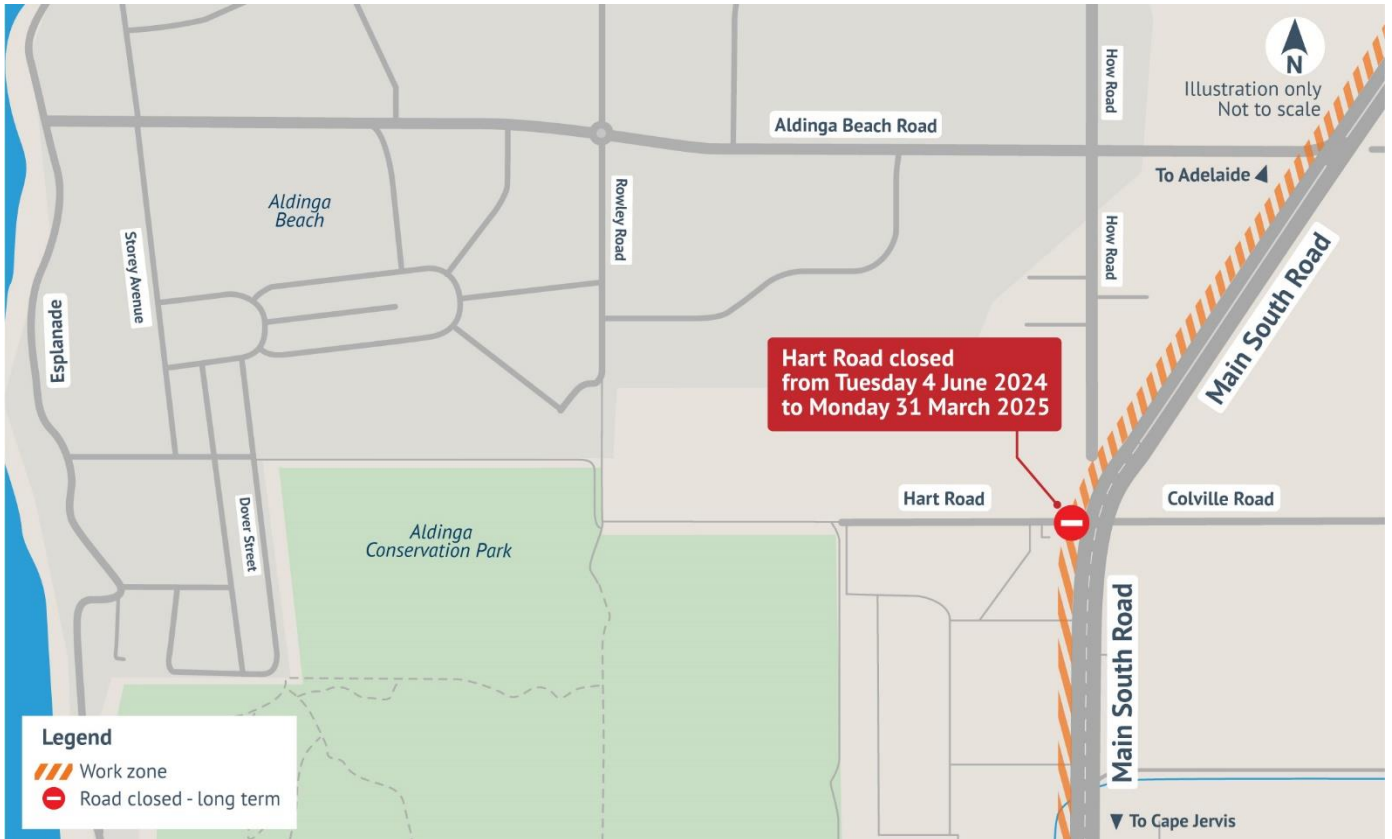 How Road
N
Illustration only
Not to scale
Aldinga Beach Road
To Adelaide
Aldinga
Beach
Rowley Road
How Road
Storey Avenue
Esplanade
Main South Road
Hart Road closed
from Tuesday 4 June 2024
to Monday 31 March 2025
Hart Road
Colville Road
Dover Street
Aldinga
Conservation Park
Main South Road
Legend
Work zone
Road closed - long term
To Cape Jervis